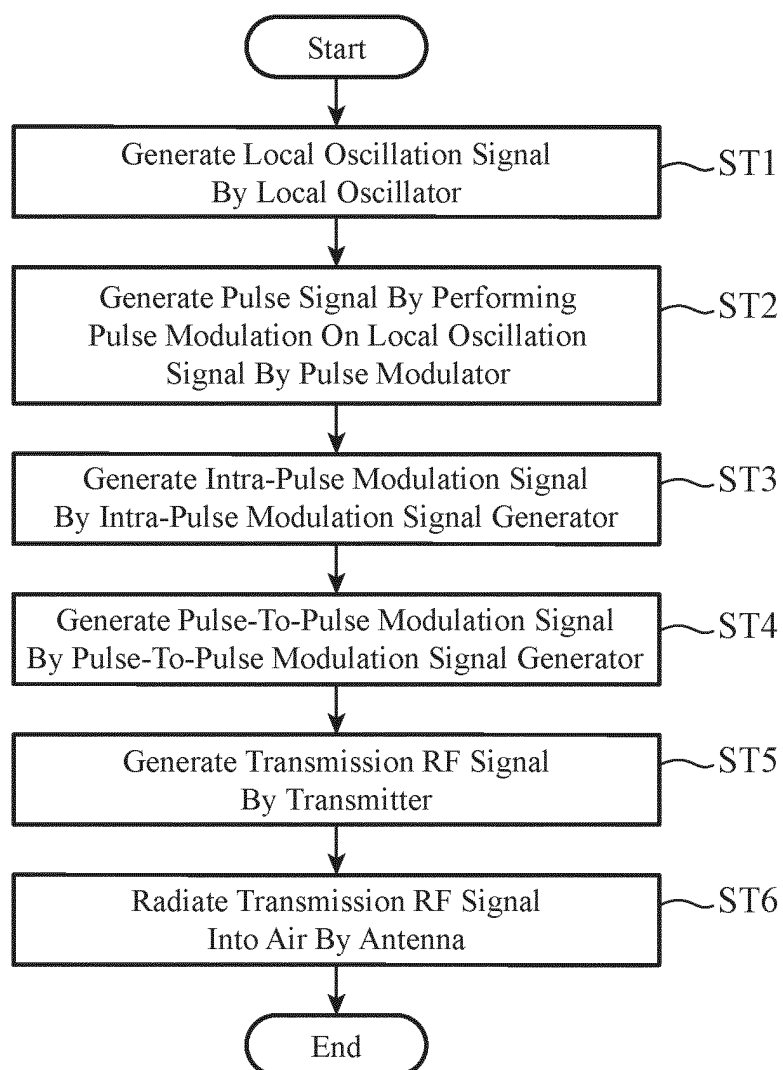 Start
Generate Local Oscillation Signal
By Local Oscillator
ST1
Generate Pulse Signal By Performing
Pulse Modulation On Local Oscillation
Signal By Pulse Modulator
ST2
Generate Intra-Pulse Modulation Signal
By Intra-Pulse Modulation Signal Generator
ST3
Generate Pulse-To-Pulse Modulation Signal
By Pulse-To-Pulse Modulation Signal Generator
ST4
Generate Transmission RF Signal
By Transmitter
ST5
Radiate Transmission RF Signal
Into Air By Antenna
ST6
End